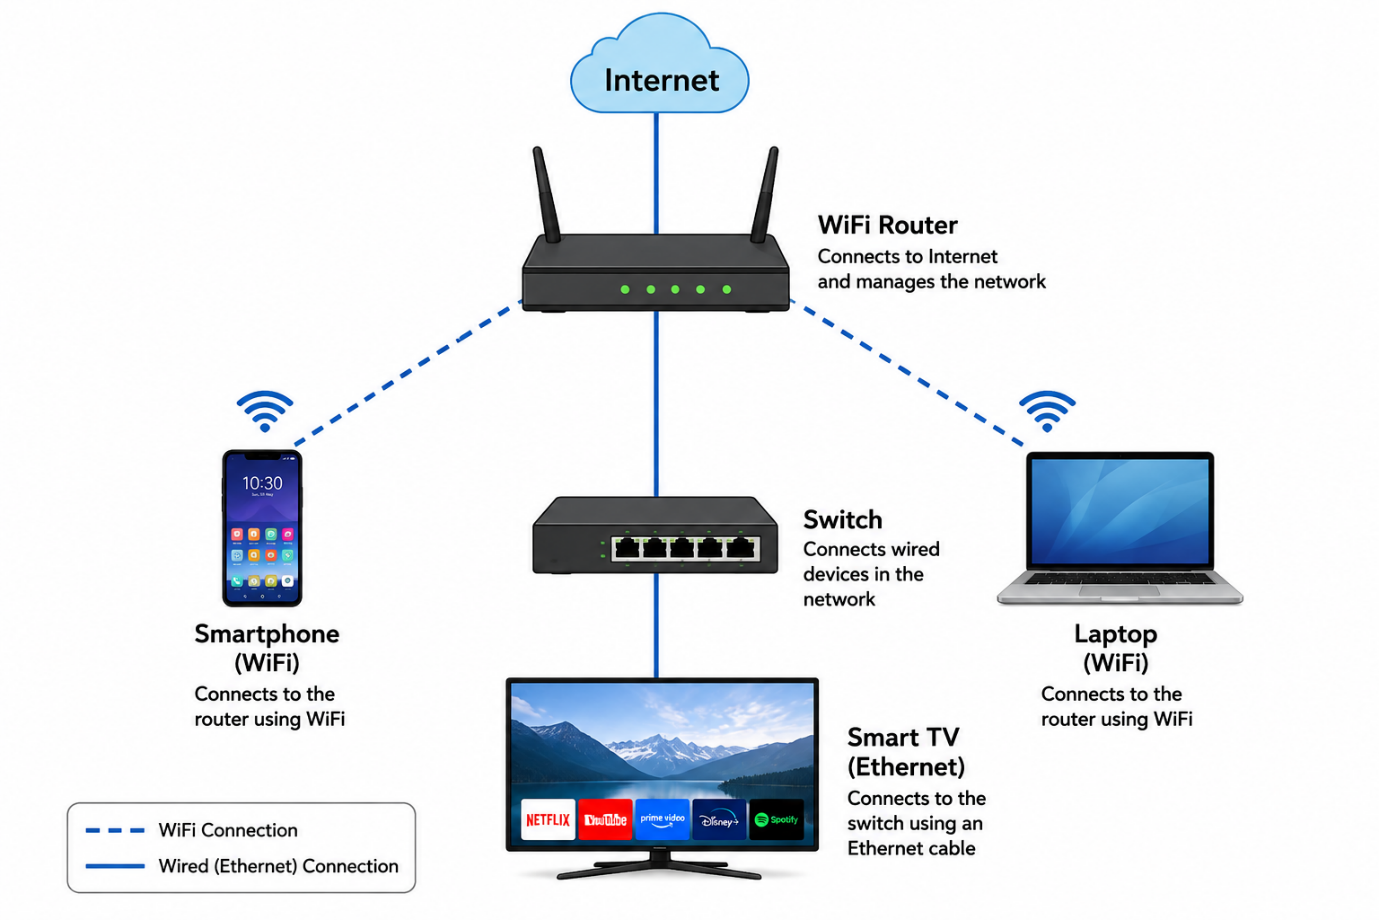 Internet
WiFi Router
Connects to Internet
and manages the network
10:30
Switch
Connects wired
devices in the
network
Smartphone
(WiFi)
Connects to the
router using WiFi
Laptop
(WiFi)
Connects to the
router using WiFi
Smart TV
(Ethernet)
Connects to the
switch using an
Ethernet cable
NETFLIX
YouTube
prime video
Disney+
Spotify
WiFi Connection
Wired (Ethernet) Connection